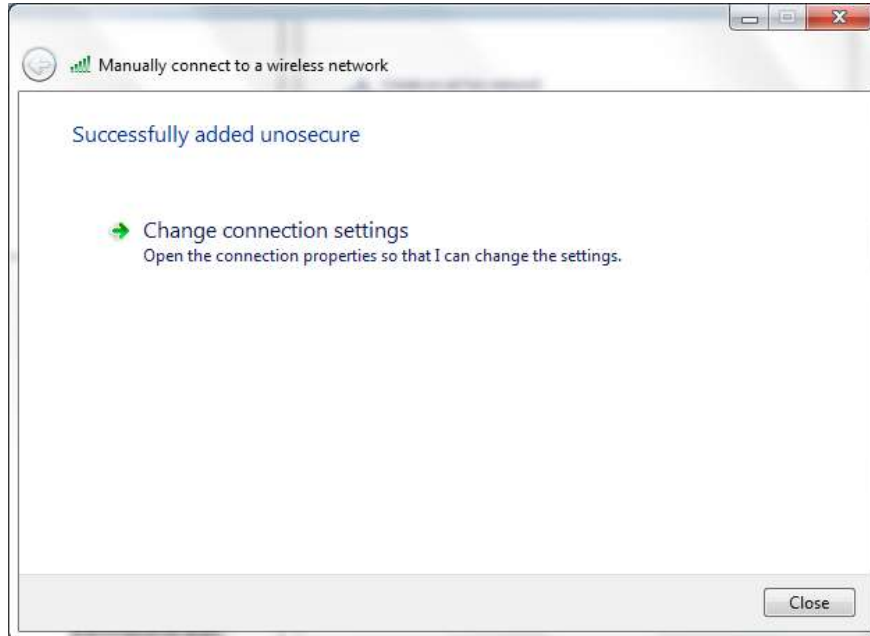 Manually connect to a wireless network
Successfully added unosecure
Change connection settings
Open the connection properties so that I can change the settings.
Close